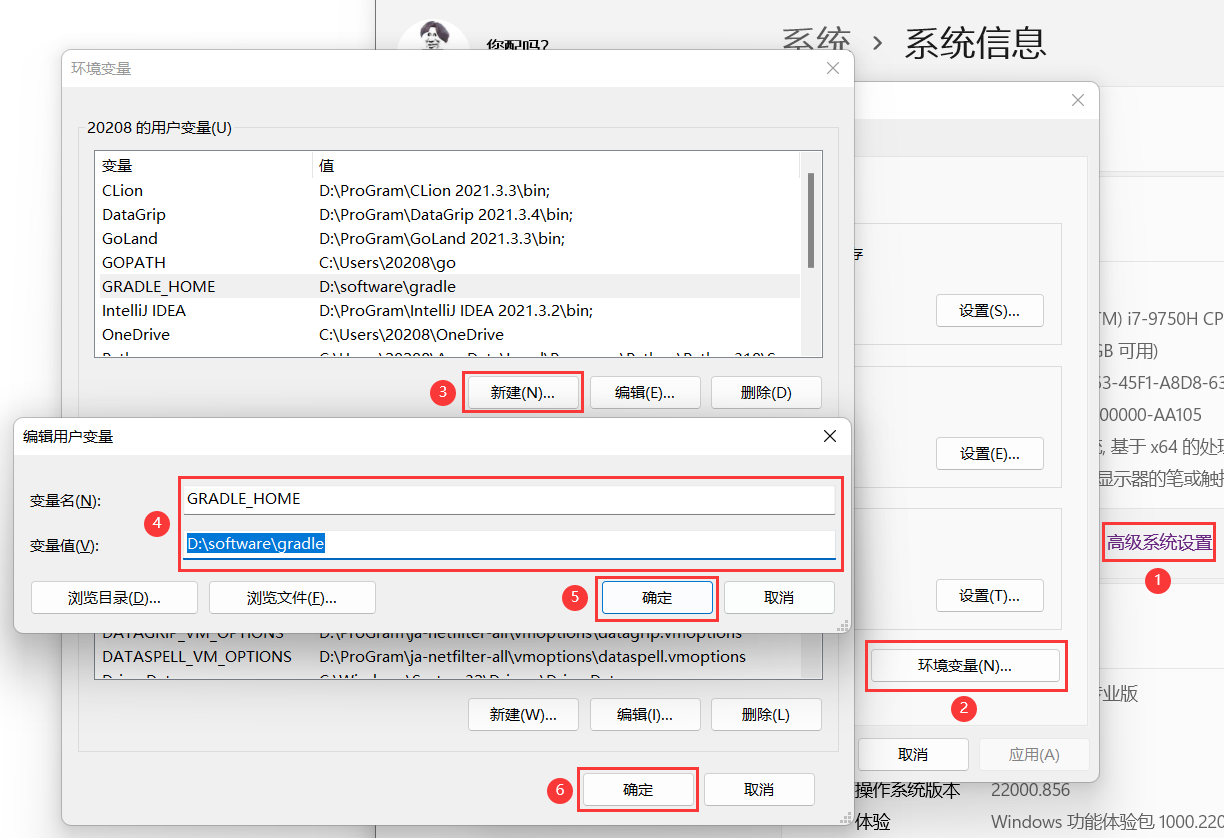 您配吗?
系统 › 系统信息
环境变量
20208 的用户变量(U)
变量 值
CLion D:\ProGram\CLion 2021.3.3\bin;
DataGrip D:\ProGram\DataGrip 2021.3.4\bin;
GoLand D:\ProGram\GoLand 2021.3.3\bin;
GOPATH C:\Users\20208\go
GRADLE_HOME D:\software\gradle
IntelliJ IDEA D:\ProGram\IntelliJ IDEA 2021.3.2\bin;
OneDrive C:\Users\20208\OneDrive
3 新建(N)... 编辑(E)... 删除(D)
编辑用户变量
变量名(N): GRADLE_HOME
4
变量值(V): D:\software\gradle
浏览目录(D)... 浏览文件(F)... 5 确定 取消
DATAGRIP_VM_OPTIONS D:\ProGram\ja-netfilter-all\vmoptions\datagrip.vmoptions
DATASPELL_VM_OPTIONS D:\ProGram\ja-netfilter-all\vmoptions\dataspell.vmoptions
新建(W)... 编辑(I)... 删除(L)
6 确定 取消
存
设置(S)...
设置(E)...
设置(T)...
环境变量(N)...
2
取消 应用(A)
TM) i7-9750H CP
GB 可用)
63-45F1-A8D8-63
00000-AA105
, 基于 x64 的处理
显示器的笔或触
高级系统设置
1
专业版
操作系统版本 22000.856
体验 Windows 功能体验包 1000.220